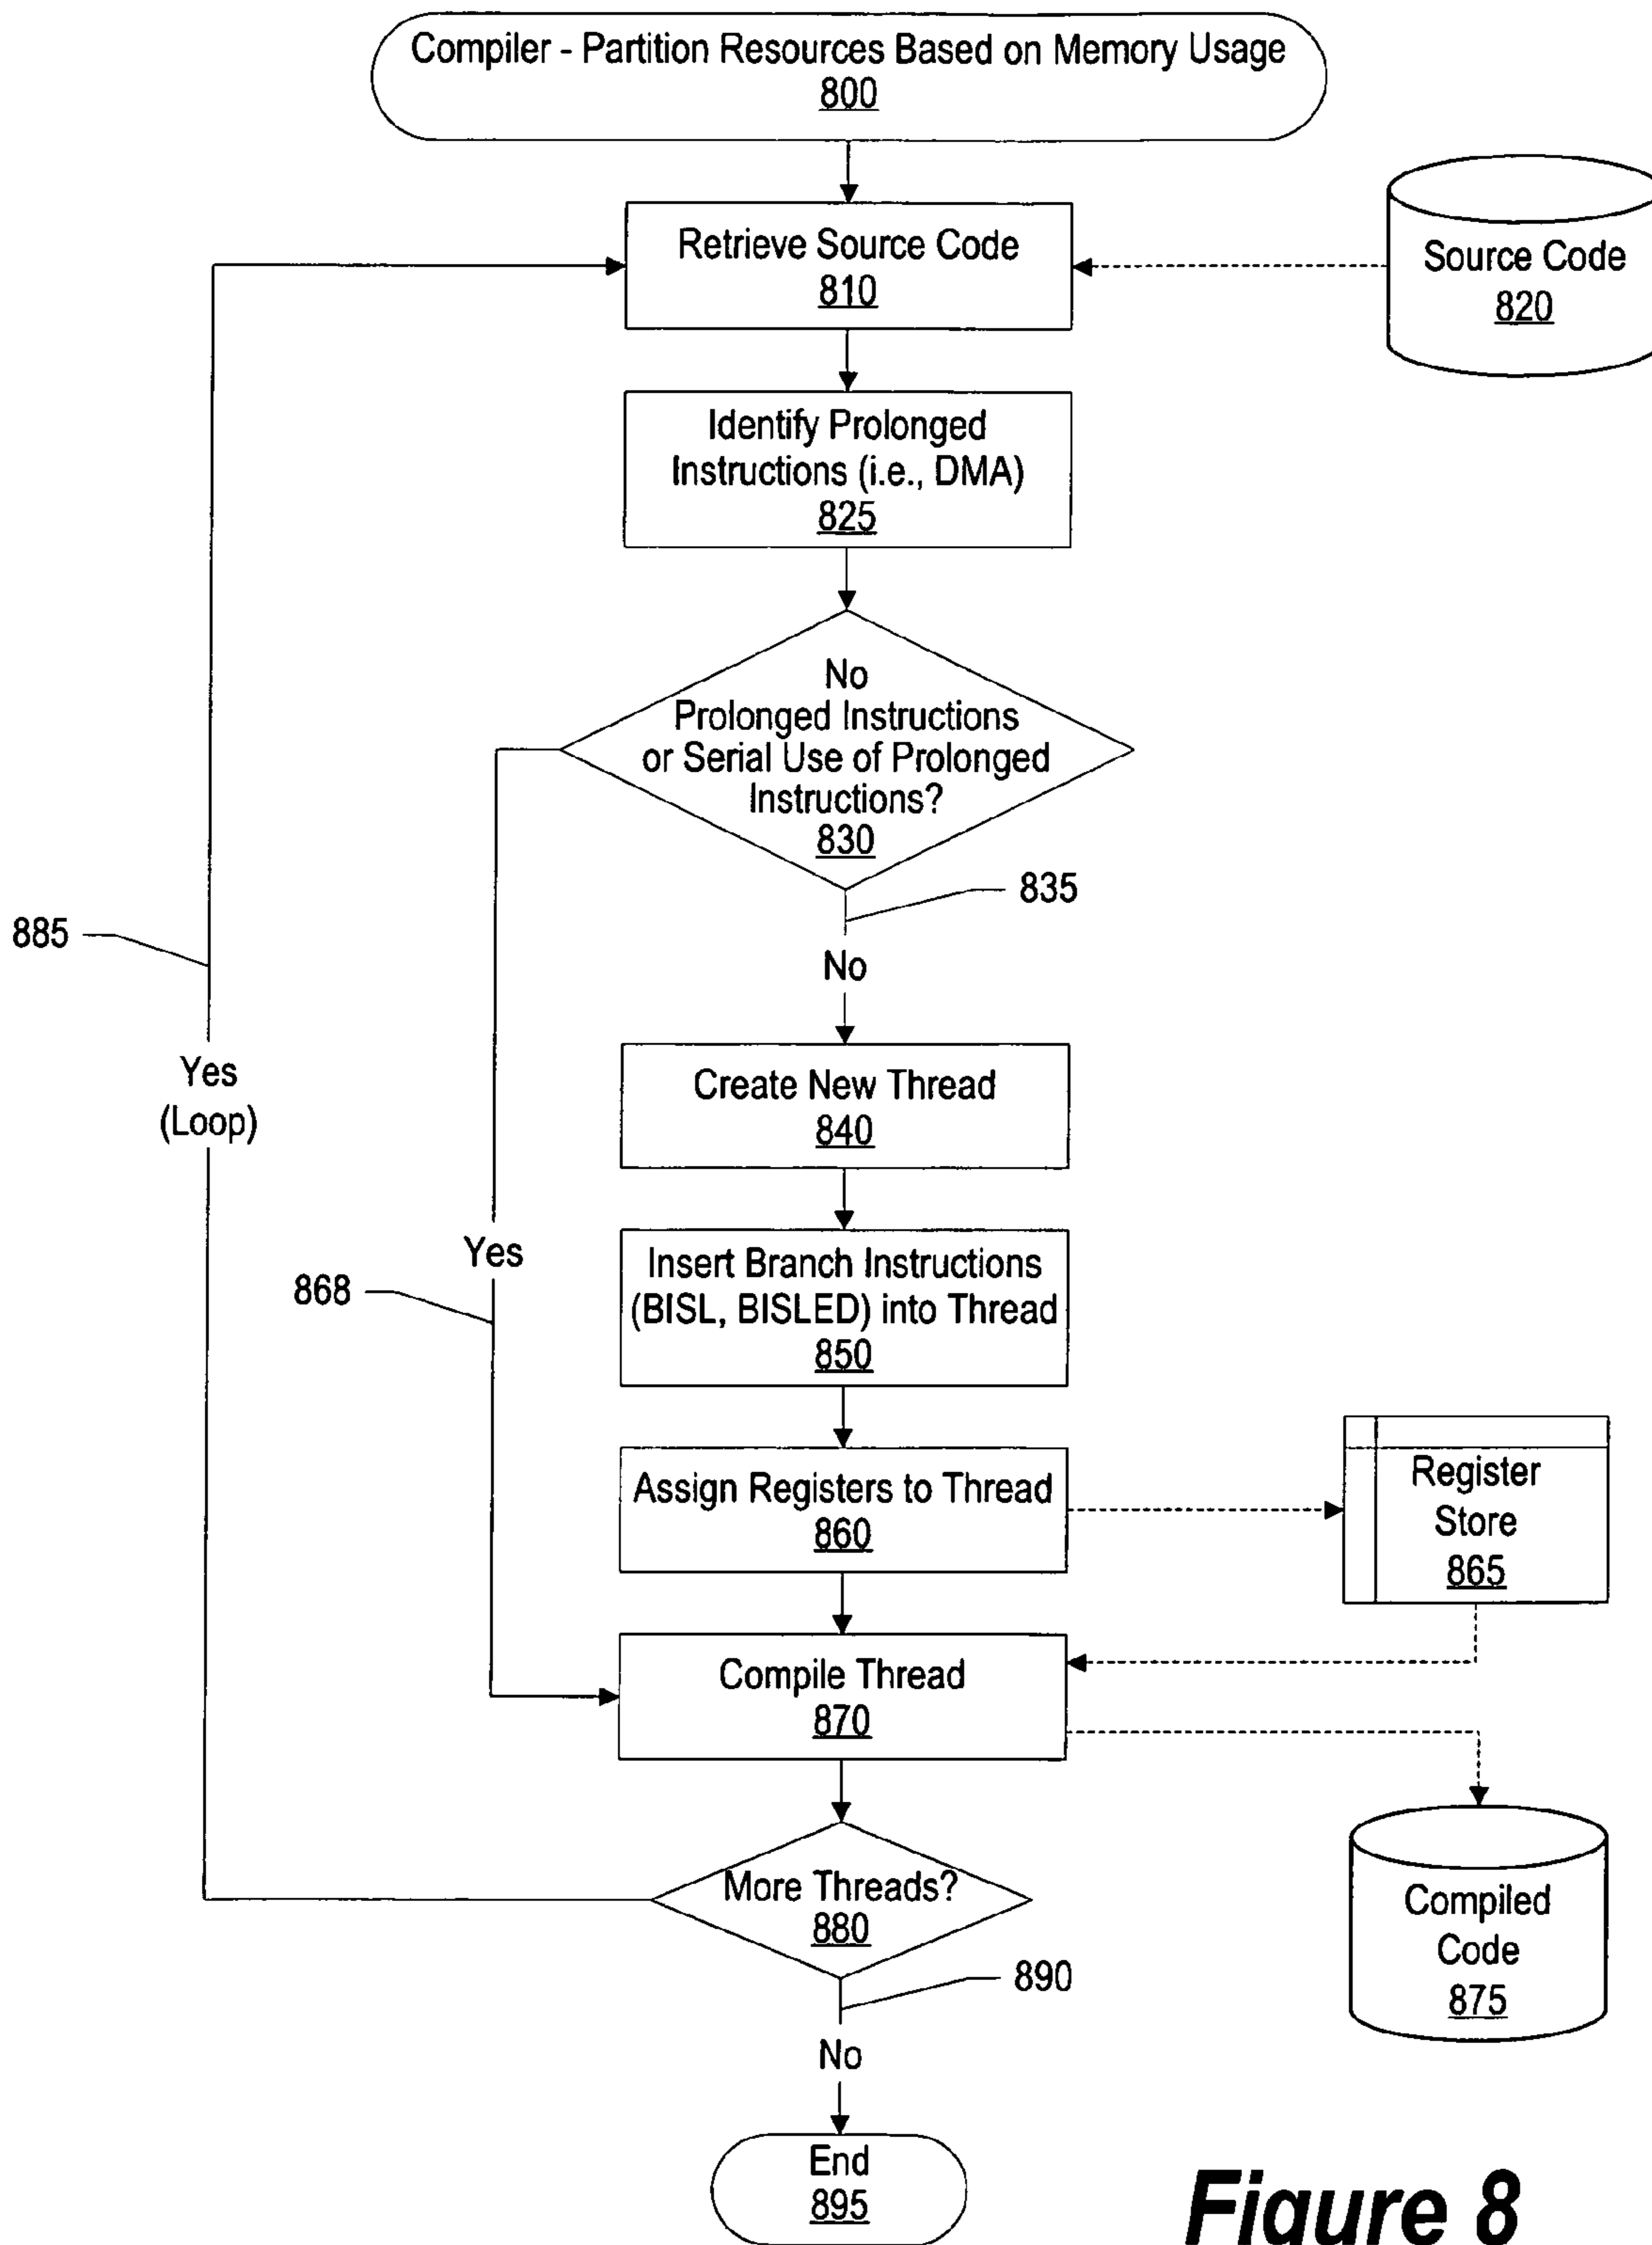 Compiler - Partition Resources Based on Memory Usage
800
Retrieve Source Code
810
Source Code
820
Identify Prolonged
Instructions (i.e., DMA)
825
No
Prolonged Instructions
or Serial Use of Prolonged
Instructions?
830
835
885
No
Yes
(Loop)
Create New Thread
840
Yes
868
Insert Branch Instructions
(BISL, BISLED) into Thread
850
Assign Registers to Thread
860
Register
Store
865
Compile Thread
870
More Threads?
880
Compiled
Code
875
890
No
End
895
Figure 8